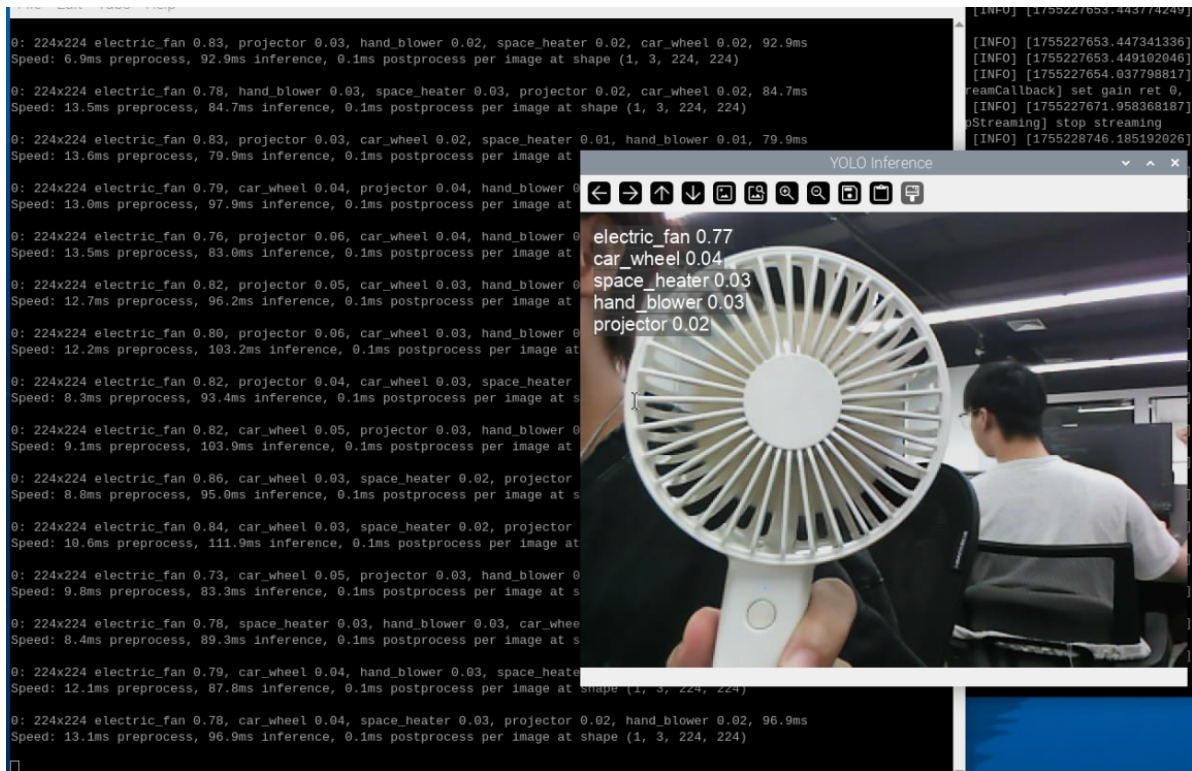 File Edit Tabs Help
0: 224x224 electric_fan 0.83, projector 0.03, hand_blower 0.02, space_heater 0.02, car_wheel 0.02, 92.9ms
Speed: 6.9ms preprocess, 92.9ms inference, 0.1ms postprocess per image at shape (1, 3, 224, 224)
0: 224x224 electric_fan 0.78, hand_blower 0.03, space_heater 0.03, projector 0.02, car_wheel 0.02, 84.7ms
Speed: 13.5ms preprocess, 84.7ms inference, 0.1ms postprocess per image at shape (1, 3, 224, 224)
0: 224x224 electric_fan 0.83, projector 0.03, car_wheel 0.02, space_heater 0.01, hand_blower 0.01, 79.9ms
Speed: 13.6ms preprocess, 79.9ms inference, 0.1ms postprocess per image at
0: 224x224 electric_fan 0.79, car_wheel 0.04, projector 0.04, hand_blower 0
Speed: 13.0ms preprocess, 97.9ms inference, 0.1ms postprocess per image at
0: 224x224 electric_fan 0.76, projector 0.06, car_wheel 0.04, hand_blower 0
Speed: 13.5ms preprocess, 83.0ms inference, 0.1ms postprocess per image at
0: 224x224 electric_fan 0.82, projector 0.05, car_wheel 0.03, hand_blower 0
Speed: 12.7ms preprocess, 96.2ms inference, 0.1ms postprocess per image at
0: 224x224 electric_fan 0.80, projector 0.06, car_wheel 0.03, hand_blower 0
Speed: 12.2ms preprocess, 103.2ms inference, 0.1ms postprocess per image at
0: 224x224 electric_fan 0.82, projector 0.04, car_wheel 0.03, space_heater
Speed: 8.3ms preprocess, 93.4ms inference, 0.1ms postprocess per image at s
0: 224x224 electric_fan 0.82, car_wheel 0.05, projector 0.03, hand_blower 0
Speed: 9.1ms preprocess, 103.9ms inference, 0.1ms postprocess per image at
0: 224x224 electric_fan 0.86, car_wheel 0.03, space_heater 0.02, projector
Speed: 8.8ms preprocess, 95.0ms inference, 0.1ms postprocess per image at s
0: 224x224 electric_fan 0.84, car_wheel 0.03, space_heater 0.02, projector
Speed: 10.6ms preprocess, 111.9ms inference, 0.1ms postprocess per image at
0: 224x224 electric_fan 0.73, car_wheel 0.05, projector 0.03, hand_blower 0
Speed: 9.8ms preprocess, 83.3ms inference, 0.1ms postprocess per image at s
0: 224x224 electric_fan 0.78, space_heater 0.03, hand_blower 0.03, car_whee
Speed: 8.4ms preprocess, 89.3ms inference, 0.1ms postprocess per image at s
0: 224x224 electric_fan 0.79, car_wheel 0.04, hand_blower 0.03, space_heate
Speed: 12.1ms preprocess, 87.8ms inference, 0.1ms postprocess per image at shape (1, 3, 224, 224)
0: 224x224 electric_fan 0.78, car_wheel 0.04, space_heater 0.03, projector 0.02, hand_blower 0.02, 96.9ms
Speed: 13.1ms preprocess, 96.9ms inference, 0.1ms postprocess per image at shape (1, 3, 224, 224)
[INFO] [1755227653.443774249]
[INFO] [1755227653.447341336]
[INFO] [1755227653.449102046]
[INFO] [1755227654.037798817]
reamCallback] set gain ret 0,
[INFO] [1755227671.958368187]
pStreaming] stop streaming
[INFO] [1755228746.185192026]
YOLO Inference
electric_fan 0.77
car_wheel 0.04
space_heater 0.03
hand_blower 0.03
projector 0.02